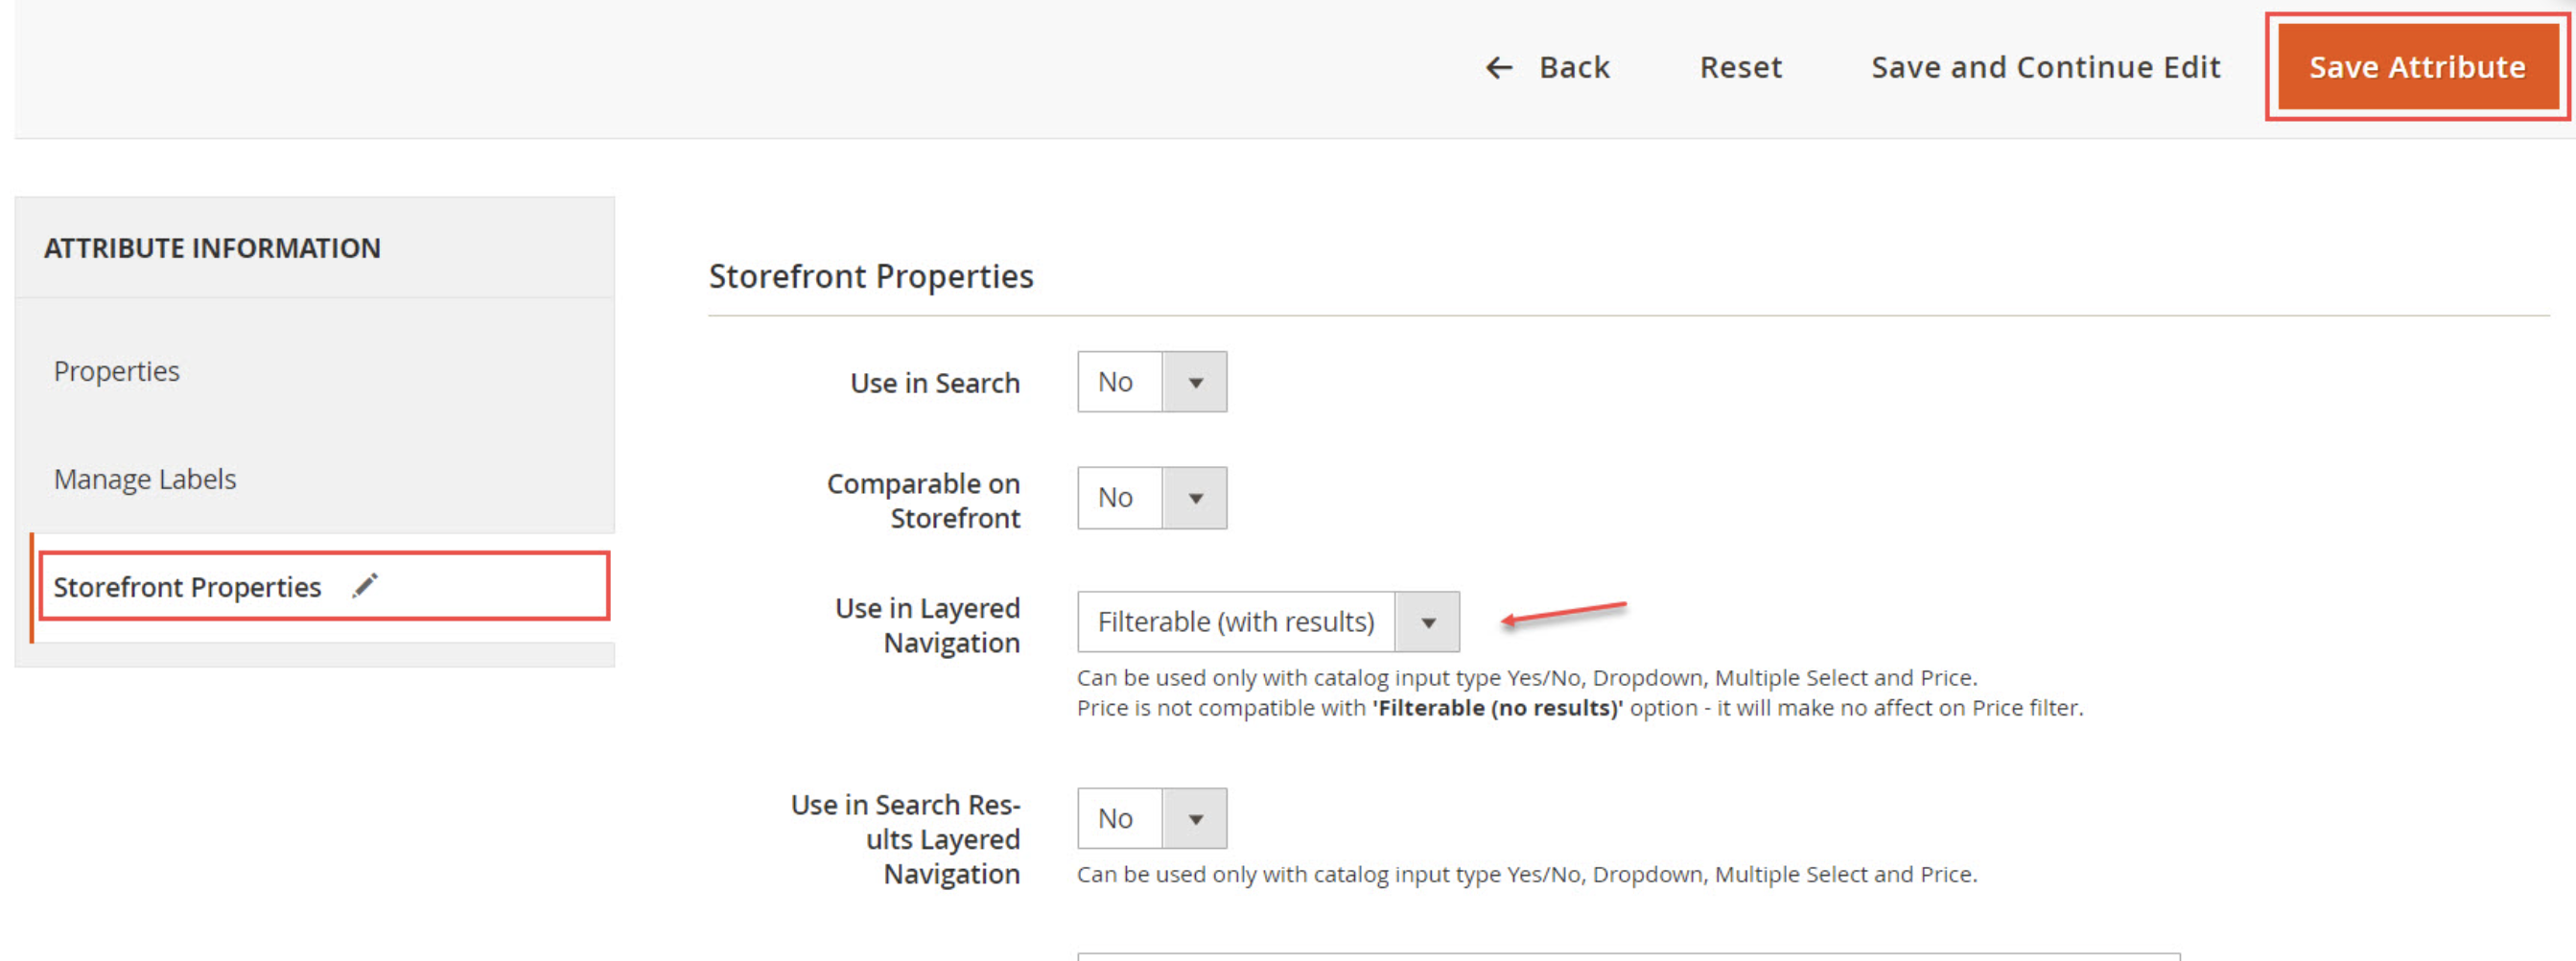 Back Reset Save and Continue Edit Save Attribute
ATTRIBUTE INFORMATION
Properties
Manage Labels
Storefront Properties
Storefront Properties
Use in Search No
Comparable on
Storefront
No
Use in Layered
Navigation
Filterable (with results)
Can be used only with catalog input type Yes/No, Dropdown, Multiple Select and Price.
Price is not compatible with 'Filterable (no results)' option - it will make no affect on Price filter.
Use in Search Res-
ults Layered
Navigation
No
Can be used only with catalog input type Yes/No, Dropdown, Multiple Select and Price.